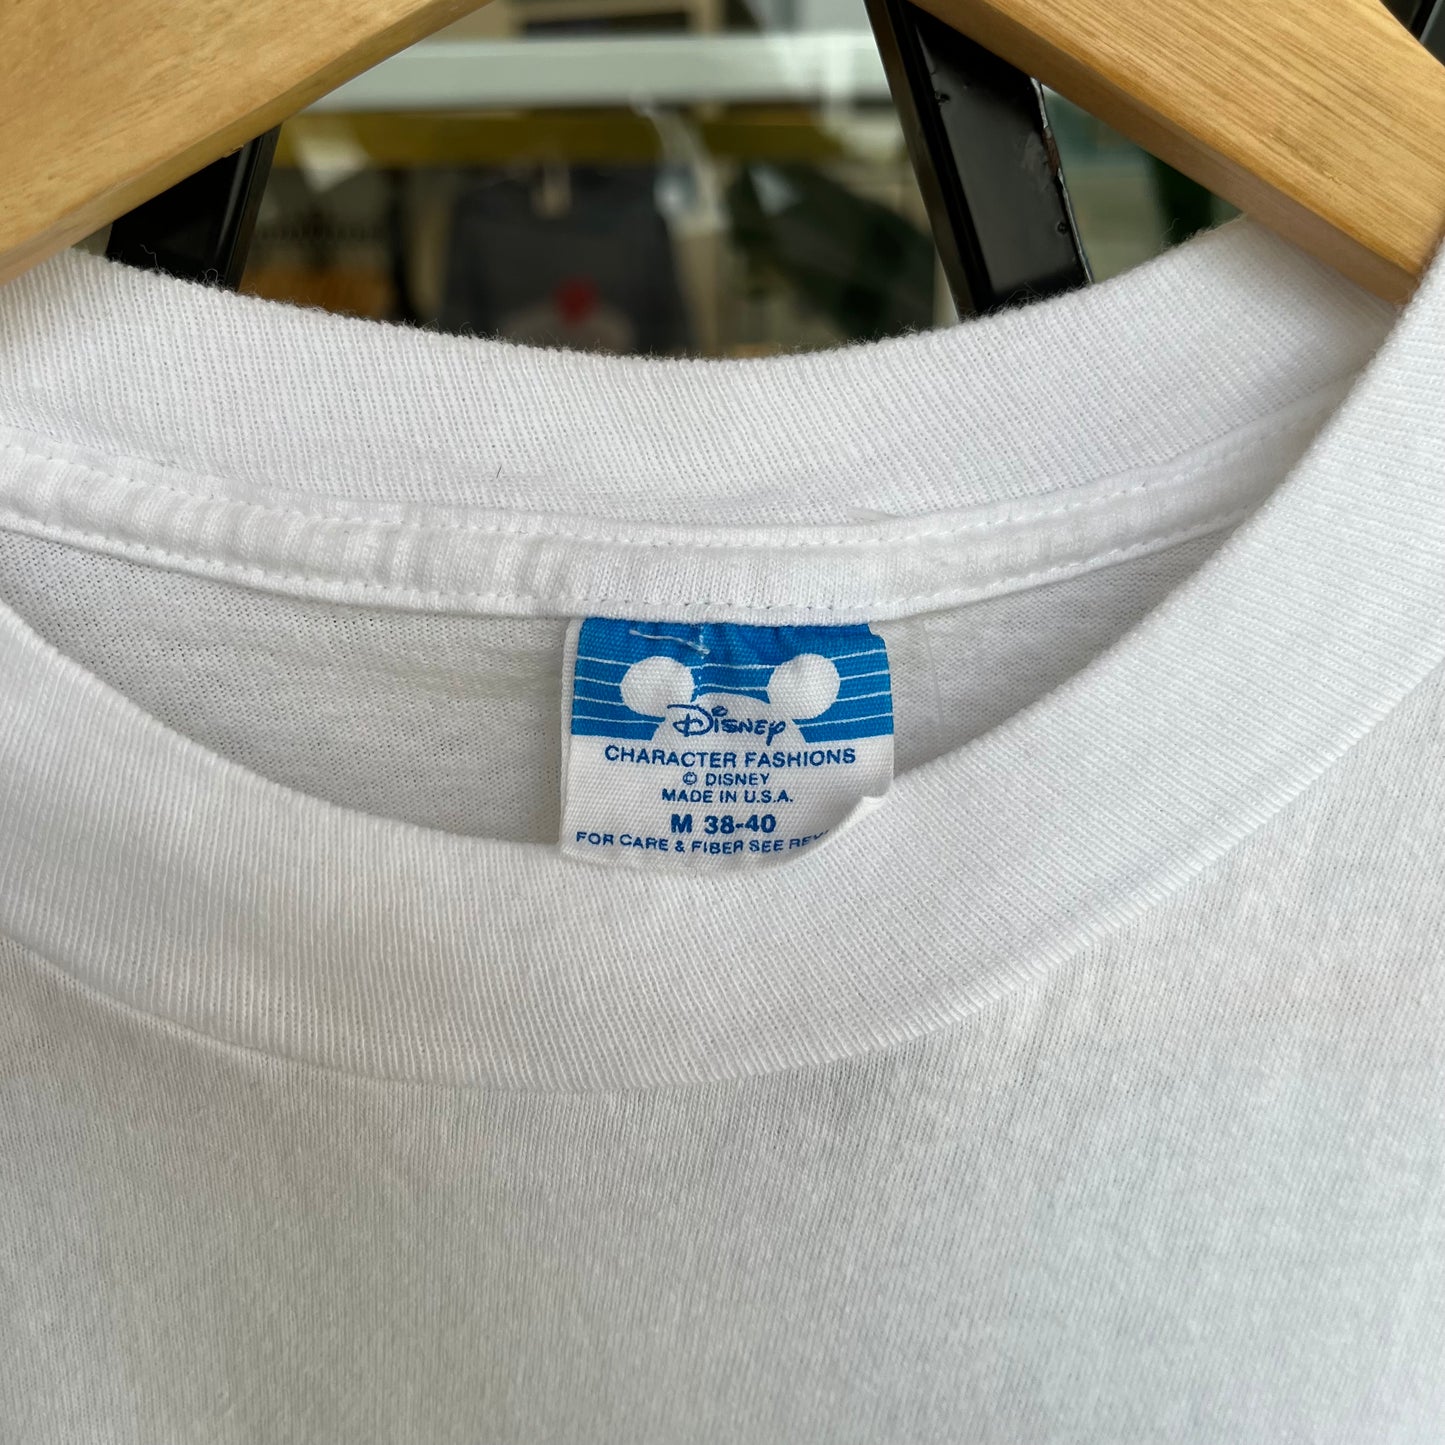 Disney
CHARACTER FASHIONS
© DISNEY
MADE IN U.S.A.
M 38-40
FOR CARE & FIBER SEE